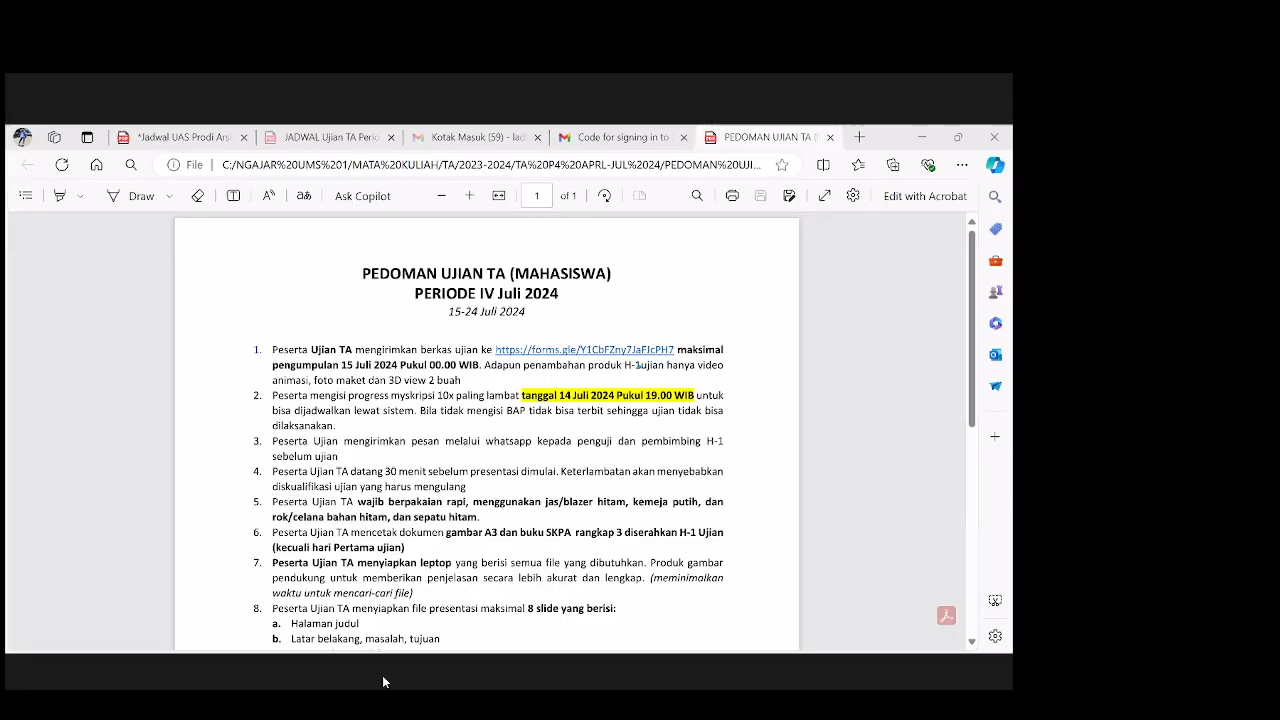 *Jadwal UAS Prodi Arsi
JADWAL Ujian TA Perio
Kotak Masuk (59) - lad
Code for signing in to
PEDOMAN UJIAN TA (
File
C:/NGAJAR%20UMS%201/MATA%20KULIAH/TA/2023-2024/TA%20P4%20APRL-JUL%2024/PEDOMAN%20UJI...
Draw
Ask Copilot
1 of 1
Edit with Acrobat
PEDOMAN UJIAN TA (MAHASISWA)
PERIODE IV Juli 2024
15-24 Juli 2024
1. Peserta Ujian TA mengirimkan berkas ujian ke https://forms.gle/Y1CbFZny7JaFJcPH7 maksimal
pengumpulan 15 Juli 2024 Pukul 00.00 WIB. Adapun penambahan produk H-1ujian hanya video
animasi, foto maket dan 3D view 2 buah
2. Peserta mengisi progress myskripsi 10x paling lambat tanggal 14 Juli 2024 Pukul 19.00 WIB untuk
bisa dijadwalkan lewat sistem. Bila tidak mengisi BAP tidak bisa terbit sehingga ujian tidak bisa
dilaksanakan.
3. Peserta Ujian mengirimkan pesan melalui whatsapp kepada penguji dan pembimbing H-1
sebelum ujian
4. Peserta Ujian TA datang 30 menit sebelum presentasi dimulai. Keterlambatan akan menyebabkan
diskualifikasi ujian yang harus mengulang
5. Peserta Ujian TA wajib berpakaian rapi, menggunakan jas/blazer hitam, kemeja putih, dan
rok/celana bahan hitam, dan sepatu hitam.
6. Peserta Ujian TA mencetak dokumen gambar A3 dan buku SKPA rangkap 3 diserahkan H-1 Ujian
(kecuali hari Pertama ujian)
7. Peserta Ujian TA menyiapkan leptop yang berisi semua file yang dibutuhkan. Produk gambar
pendukung untuk memberikan penjelasan secara lebih akurat dan lengkap. (meminimalkan
waktu untuk mencari-cari file)
8. Peserta Ujian TA menyiapkan file presentasi maksimal 8 slide yang berisi:
a. Halaman judul
b. Latar belakang, masalah, tujuan